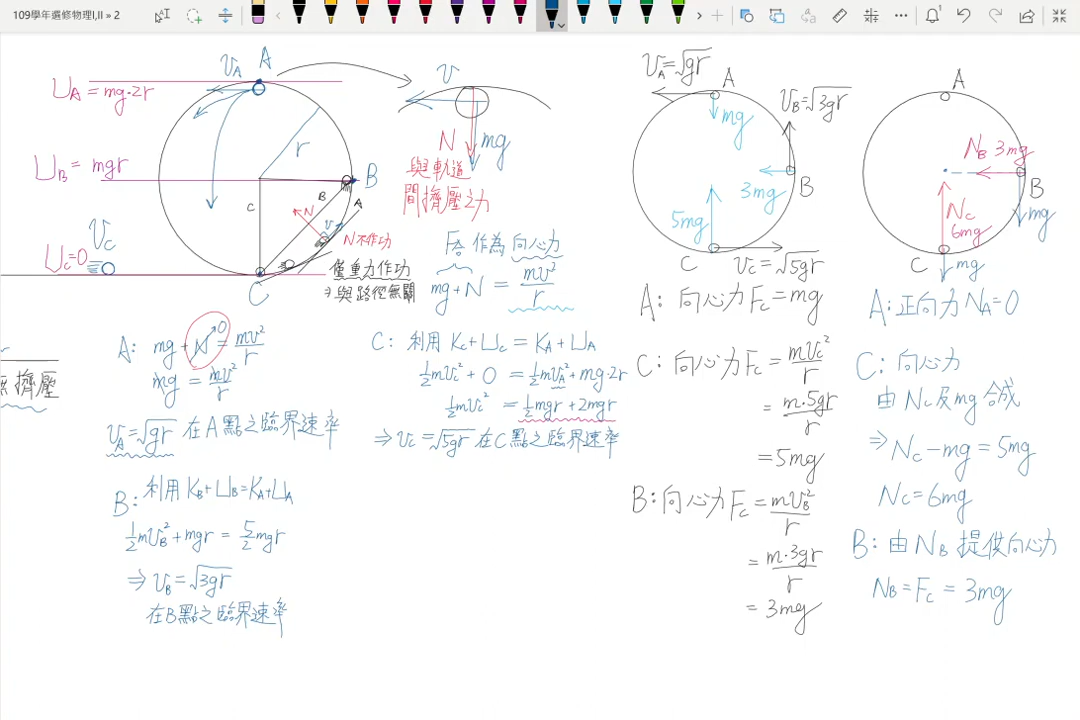 109學年選修物理I,II » 2
A
V_A
U_A = mg·2r
U_B = mgr
U_C=0
V_C
r
B
C
B
A
C
N
V
N不作功
僅重力作功
⇒與路徑無關
V
N
mg
與軌道
間擠壓之力
F合 作為向心力
mg+N = mv²/r
無擠壓
A: mg + N = mv²/r
0
mg = mv²/r
V_A = √gr 在A點之臨界速率
B: 利用 K_B+U_B=K_A+U_A
½mV_B² + mgr = 5/2 mgr
⇒ V_B = √3gr
在B點之臨界速率
C: 利用 K_C+U_C = K_A+U_A
½mV_C² + 0 = ½mV_A² + mg·2r
½mV_C² = ½mgr + 2mgr
⇒ V_C = √5gr 在C點之臨界速率
V_A = √gr
A
mg
V_B = √3gr
B
3mg
5mg
C
V_C = √5gr
A: 向心力 F_C = mg
C: 向心力 F_C = mV_C²/r
= m·5gr/r
= 5mg
B: 向心力 F_C = mV_B²/r
= m·3gr/r
= 3mg
A
N_B 3mg
B
mg
N_C
6mg
C
mg
A: 正向力 N_A = 0
C: 向心力
由 N_C 及 mg 合成
⇒ N_C − mg = 5mg
N_C = 6mg
B: 由 N_B 提供向心力
N_B = F_C = 3mg